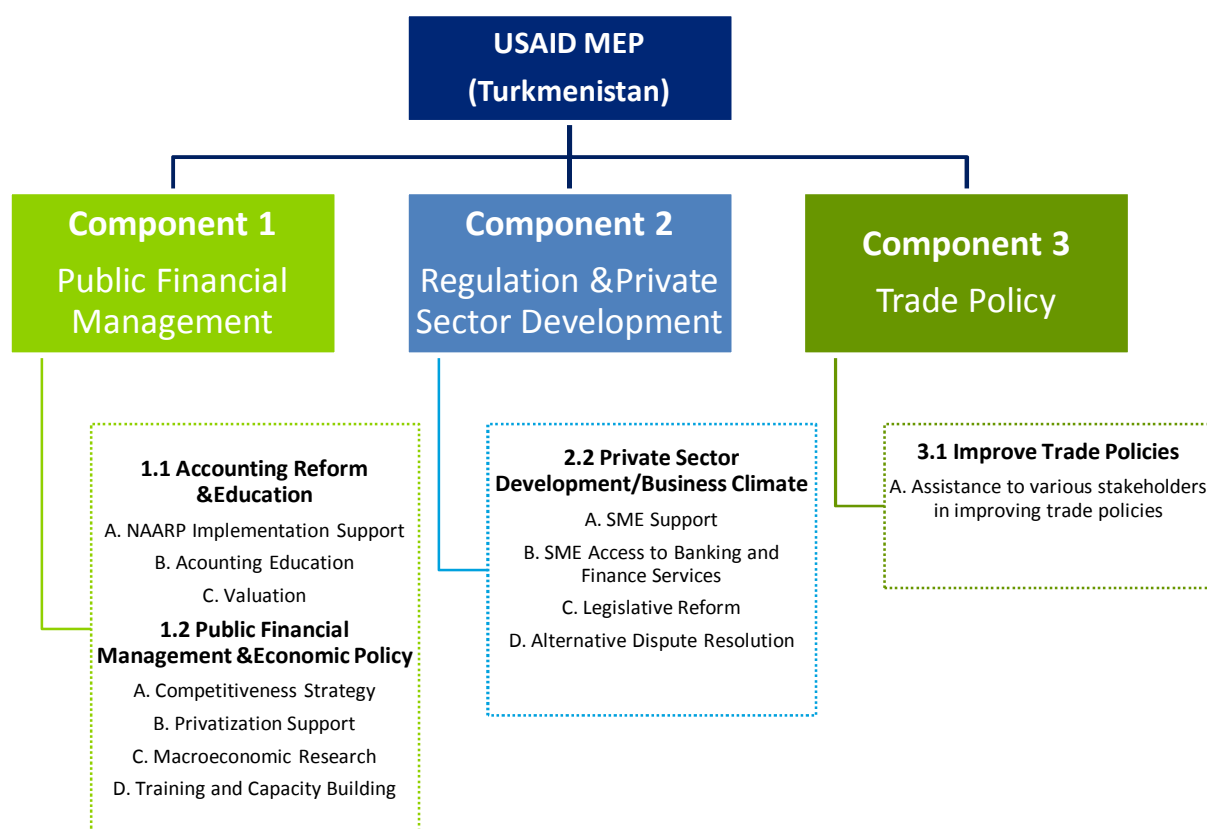 USAID MEP
(Turkmenistan)
Component 1
Public Financial
Management
1.1 Accounting Reform
&Education
A. NAARP Implementation Support
B. Acounting Education
C. Valuation
1.2 Public Financial
Management &Economic Policy
A. Competitiveness Strategy
B. Privatization Support
C. Macroeconomic Research
D. Training and Capacity Building
Component 2
Regulation &Private
Sector Development
2.2 Private Sector
Development/Business Climate
A. SME Support
B. SME Access to Banking and
Finance Services
C. Legislative Reform
D. Alternative Dispute Resolution
Component 3
Trade Policy
3.1 Improve Trade Policies
A. Assistance to various stakeholders
in improving trade policies